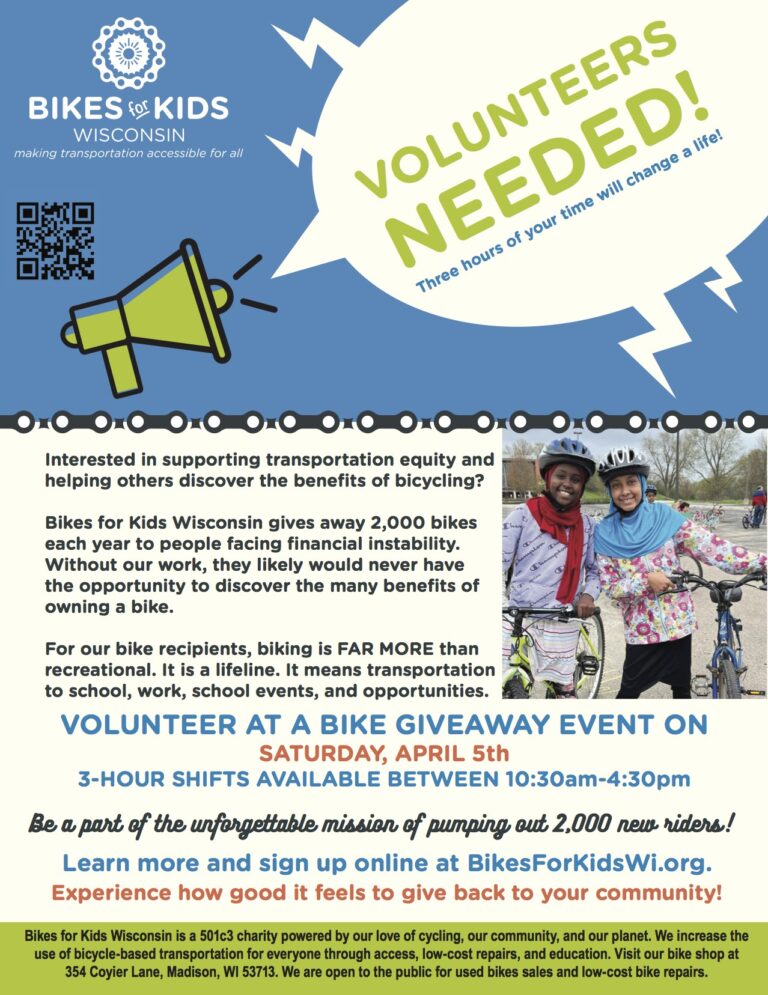 BIKES for KIDS
WISCONSIN
making transportation accessible for all
VOLUNTEERS
NEEDED!
Three hours of your time will change a life!
Interested in supporting transportation equity and
helping others discover the benefits of bicycling?
Bikes for Kids Wisconsin gives away 2,000 bikes
each year to people facing financial instability.
Without our work, they likely would never have
the opportunity to discover the many benefits of
owning a bike.
For our bike recipients, biking is FAR MORE than
recreational. It is a lifeline. It means transportation
to school, work, school events, and opportunities.
VOLUNTEER AT A BIKE GIVEAWAY EVENT ON
SATURDAY, APRIL 5th
3-HOUR SHIFTS AVAILABLE BETWEEN 10:30am-4:30pm
Be a part of the unforgettable mission of pumping out 2,000 new riders!
Learn more and sign up online at BikesForKidsWi.org.
Experience how good it feels to give back to your community!
Bikes for Kids Wisconsin is a 501c3 charity powered by our love of cycling, our community, and our planet. We increase the
use of bicycle-based transportation for everyone through access, low-cost repairs, and education. Visit our bike shop at
354 Coyier Lane, Madison, WI 53713. We are open to the public for used bikes sales and low-cost bike repairs.